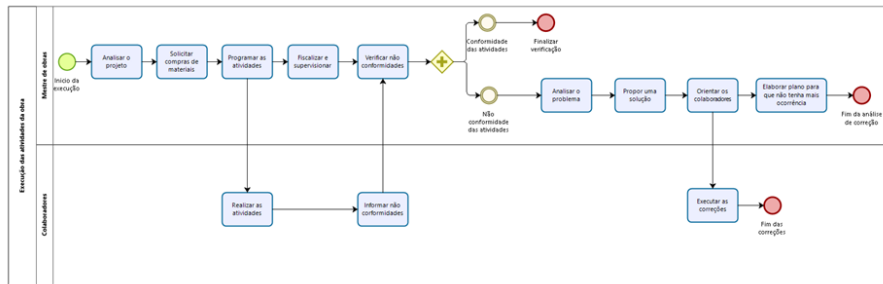 Execução das atividades da obra
Mestre de obras
Início da
execução
Analisar o
projeto
Solicitar
compras de
materiais
Programar as
atividades
Fiscalizar e
supervisionar
Verificar não
conformidades
Conformidade
das atividades
Finalizar
verificação
Não
conformidade
das atividades
Analisar o
problema
Propor uma
solução
Orientar os
colaboradores
Elaborar plano para
que não tenha mais
ocorrência
Fim da análise
de correção
Colaboradores
Realizar as
atividades
Informar não
conformidades
Executar as
correções
Fim das
correções